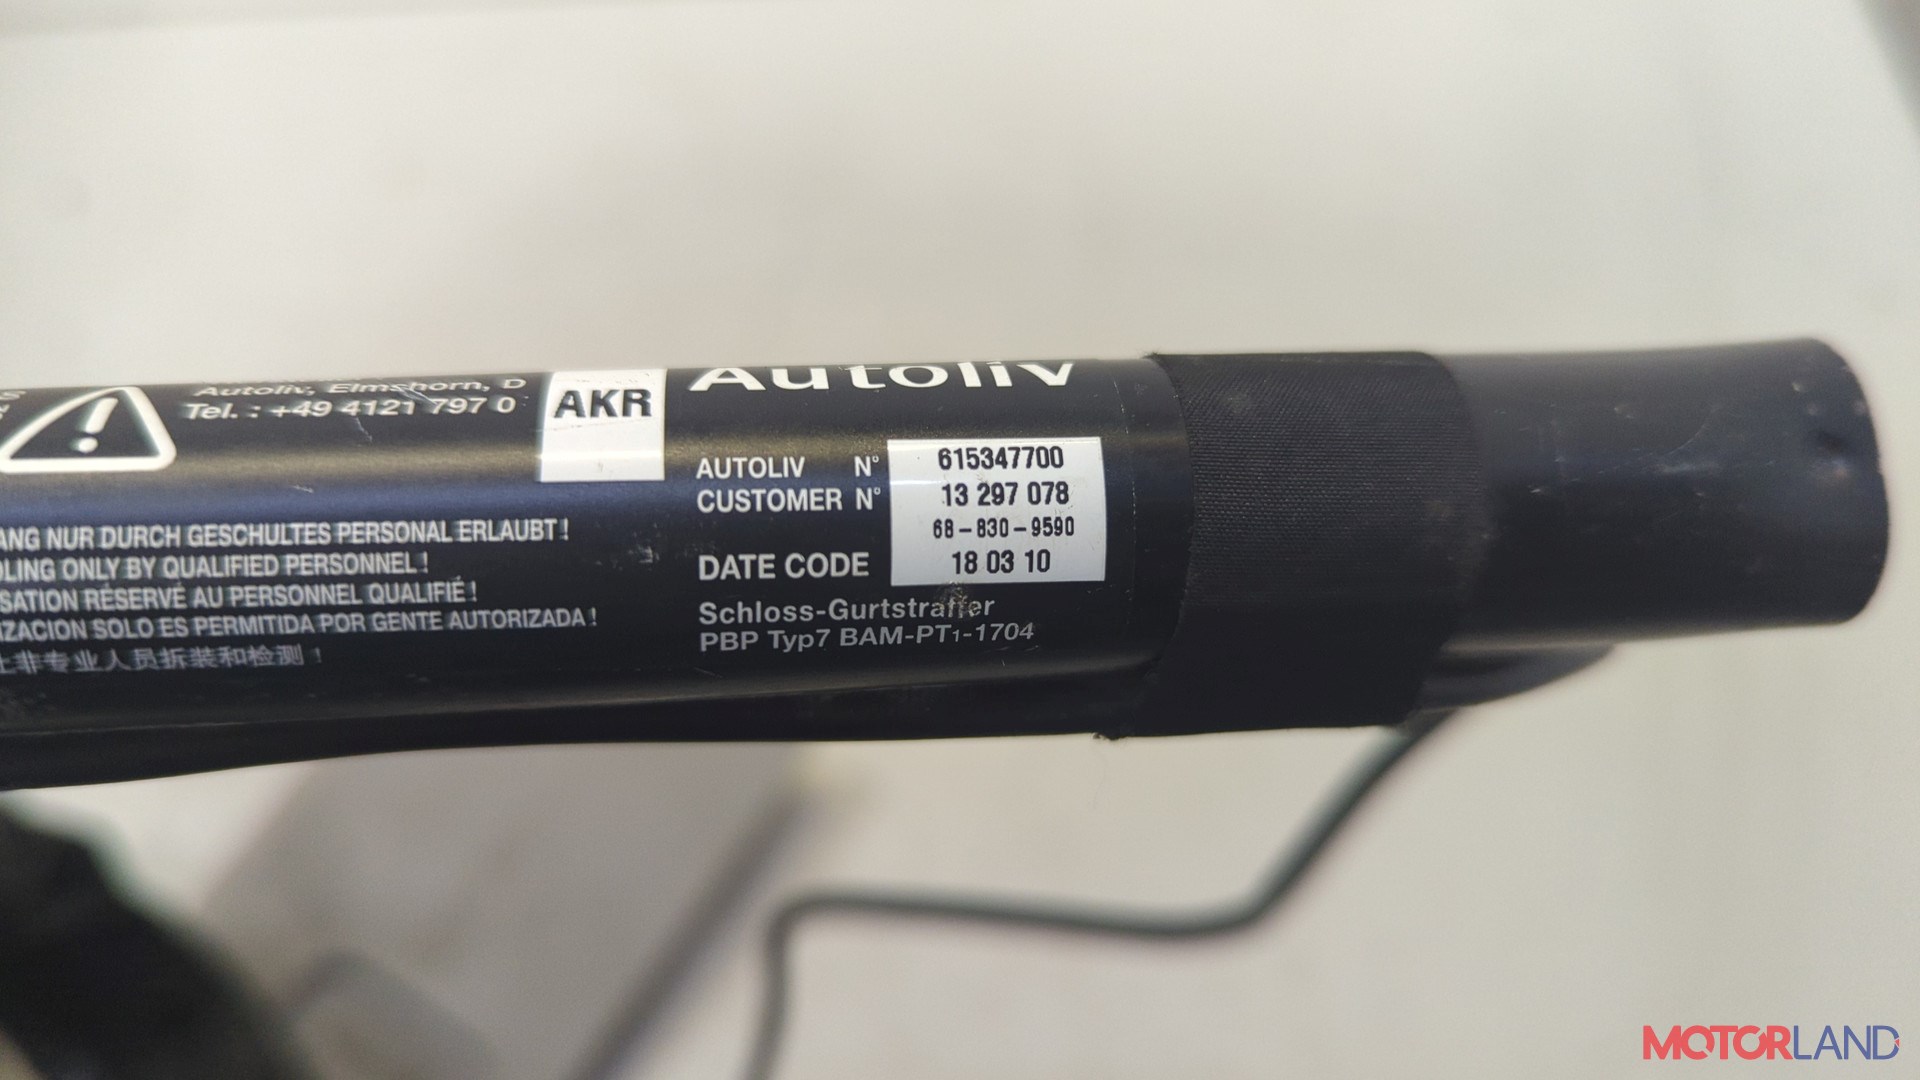 Autoliv, Elmshorn, D
Tel. : +49 4121 797 0
AKR
Autoliv
AUTOLIV N° 615347700
CUSTOMER N° 13 297 078
68-830-9590
DATE CODE 18 03 10
Schloss-Gurtstraffer
PBP Typ7 BAM-PT1-1704
ANG NUR DURCH GESCHULTES PERSONAL ERLAUBT !
DLING ONLY BY QUALIFIED PERSONNEL !
SATION RÉSERVÉ AU PERSONNEL QUALIFIÉ !
IZACION SOLO ES PERMITIDA POR GENTE AUTORIZADA !
止非专业人员拆装和检测 !
MOTORLAND